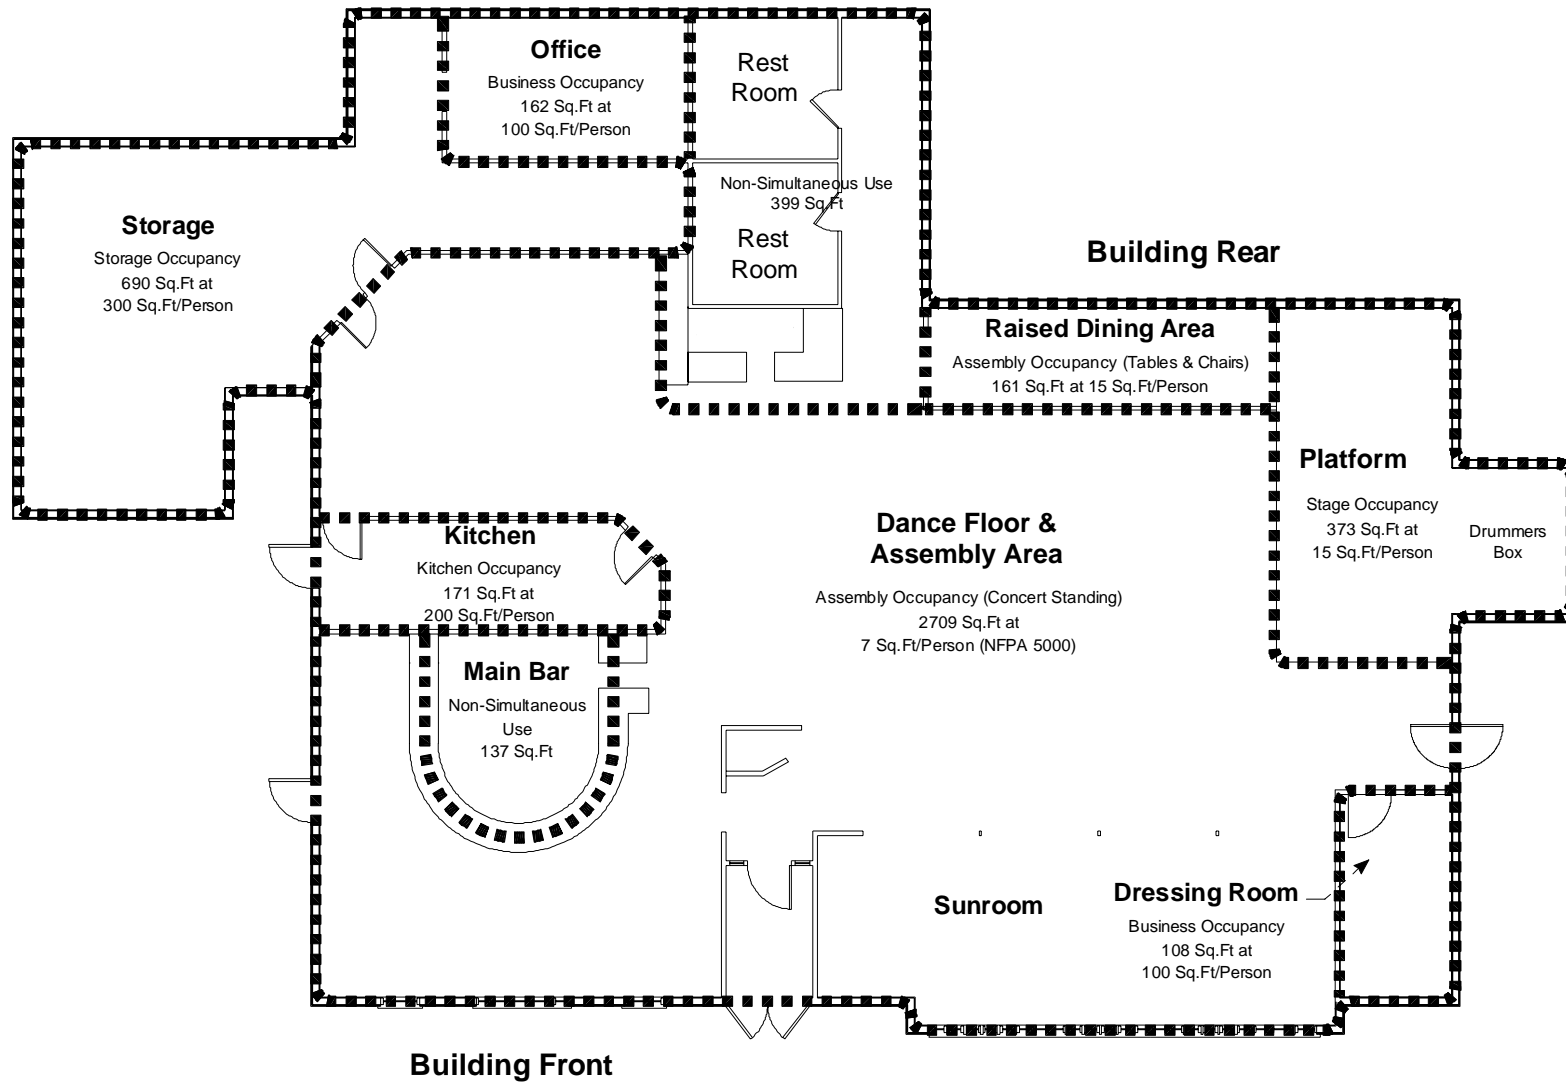 Office
Business Occupancy
162 Sq.Ft at
100 Sq.Ft/Person
Rest
Room
Non-Simultaneous Use
399 Sq.Ft
Rest
Room
Storage
Storage Occupancy
690 Sq.Ft at
300 Sq.Ft/Person
Building Rear
Raised Dining Area
Assembly Occupancy (Tables & Chairs)
161 Sq.Ft at 15 Sq.Ft/Person
Platform
Stage Occupancy
373 Sq.Ft at
15 Sq.Ft/Person
Drummers
Box
Dance Floor &
Assembly Area
Assembly Occupancy (Concert Standing)
2709 Sq.Ft at
7 Sq.Ft/Person (NFPA 5000)
Kitchen
Kitchen Occupancy
171 Sq.Ft at
200 Sq.Ft/Person
Main Bar
Non-Simultaneous
Use
137 Sq.Ft
Sunroom
Dressing Room
Business Occupancy
108 Sq.Ft at
100 Sq.Ft/Person
Building Front